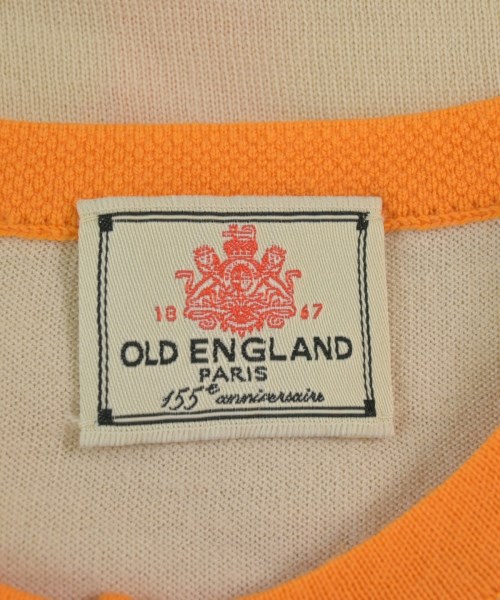 18 67
OLD ENGLAND
PARIS
155e anniversaire